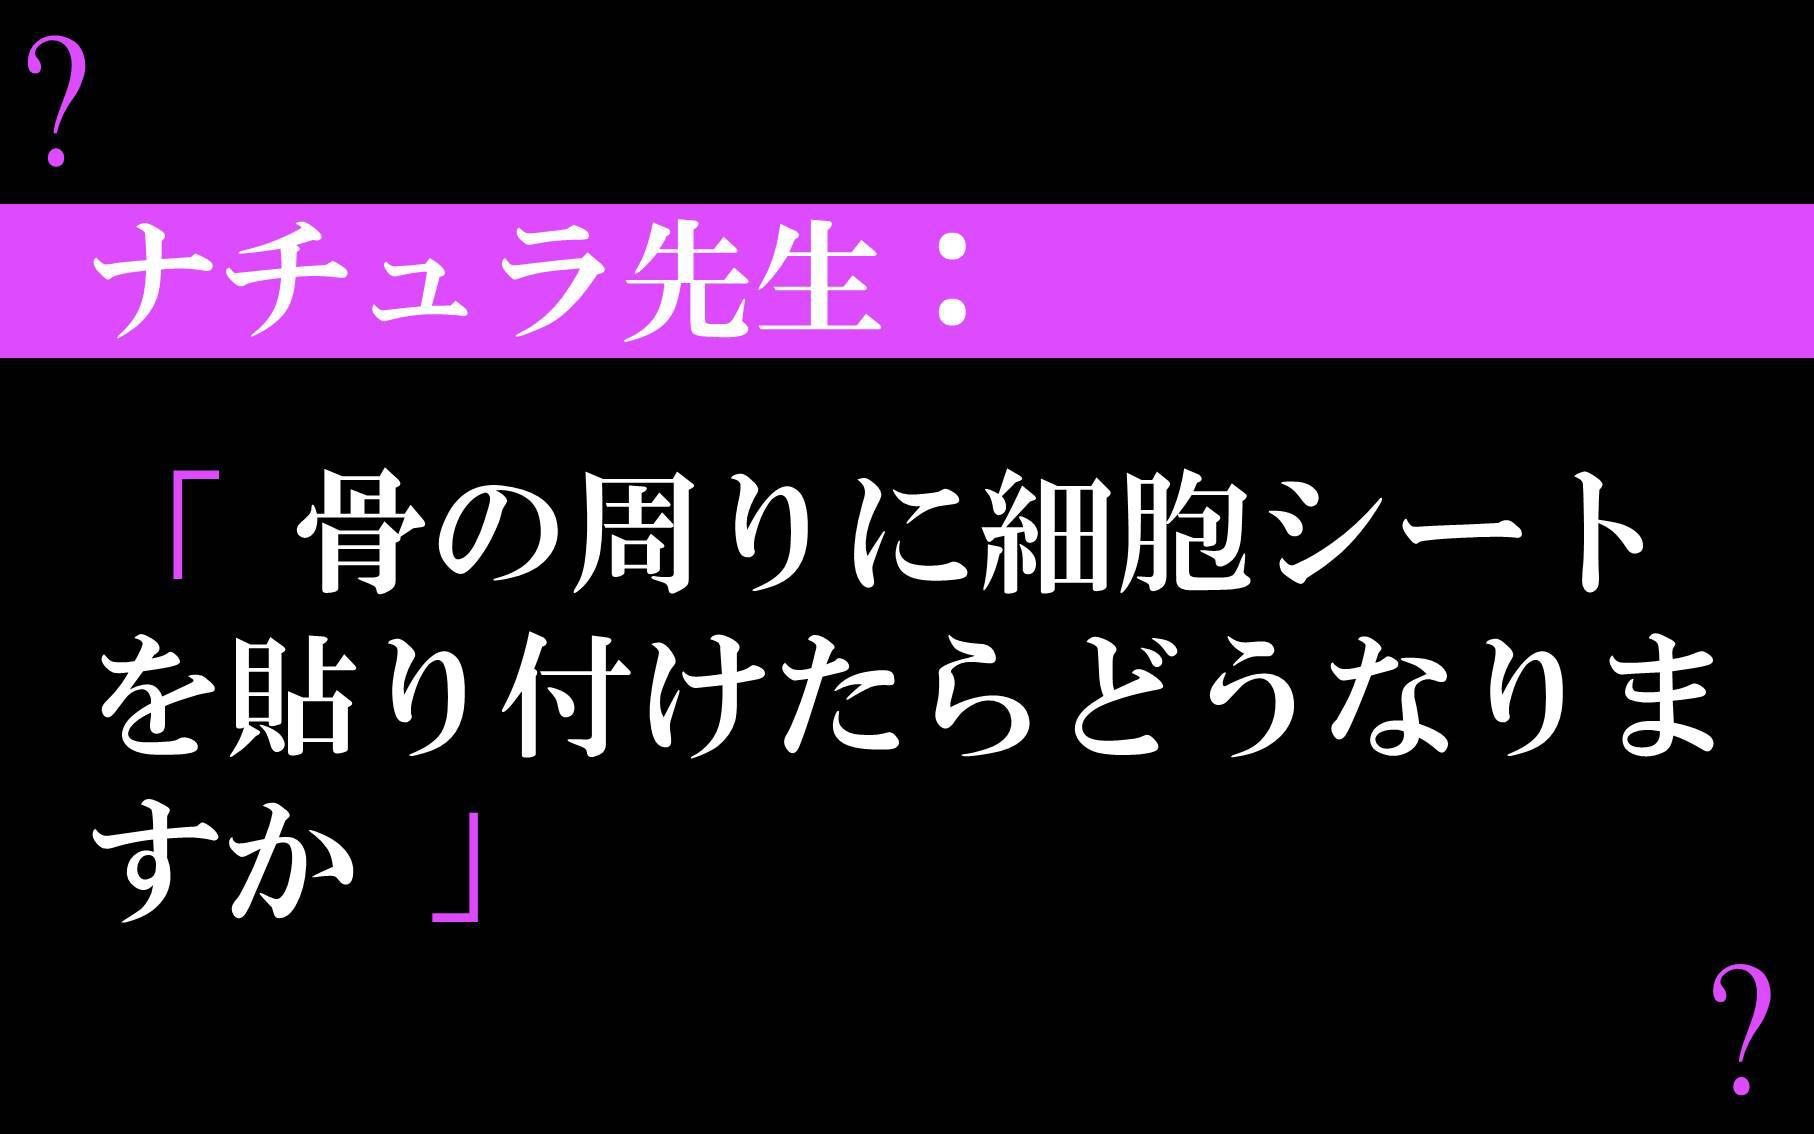 ?
ナチュラ先生：
「 骨の周りに細胞シート
を貼り付けたらどうなりま
すか 」
?